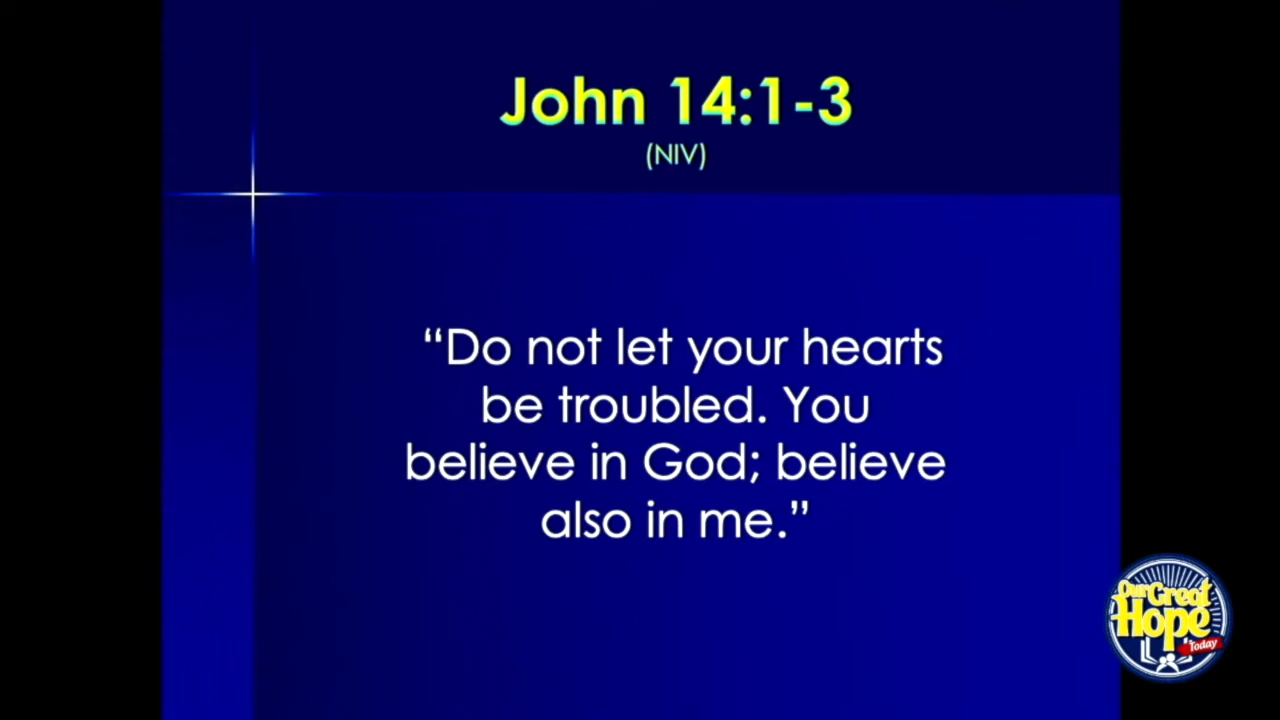 John 14:1-3
(NIV)
“Do not let your hearts
be troubled. You
believe in God; believe
also in me.”
Our Great
Hope
Today